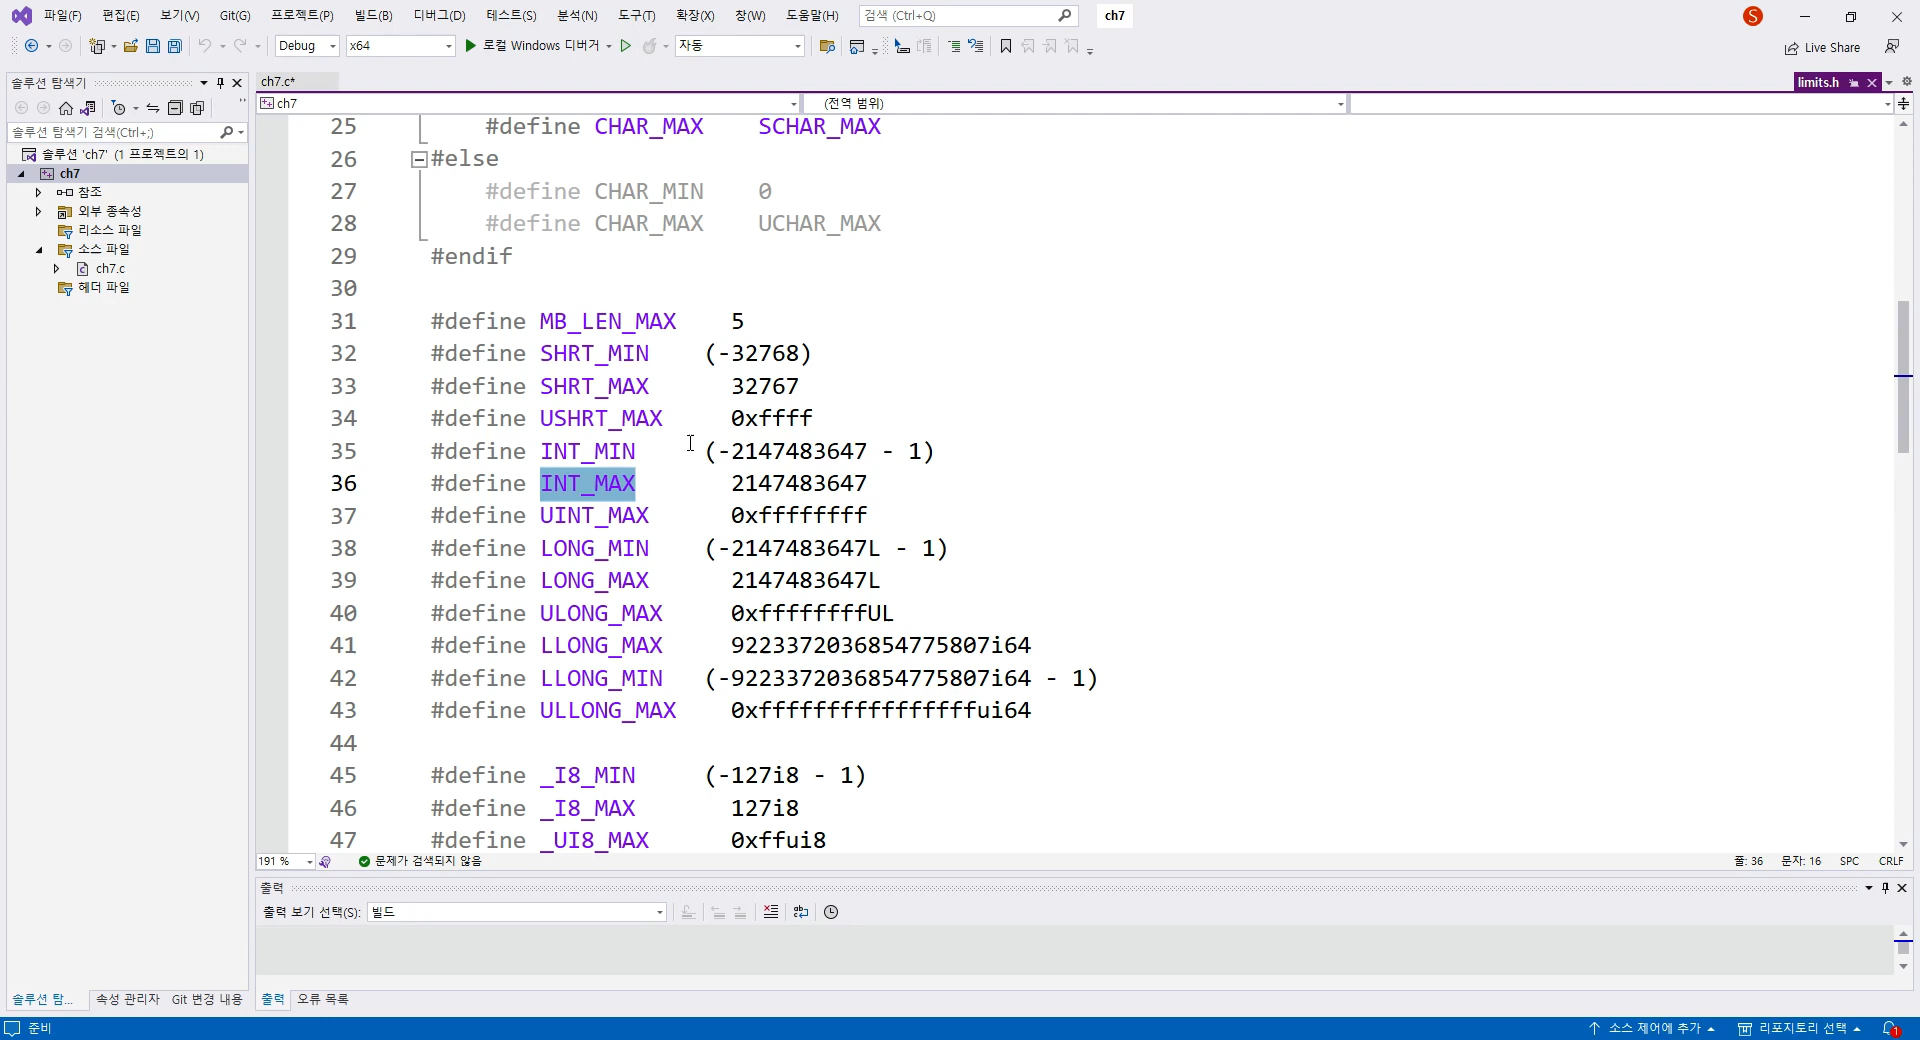 파일(F) 편집(E) 보기(V) Git(G) 프로젝트(P) 빌드(B) 디버그(D) 테스트(S) 분석(N) 도구(T) 확장(X) 창(W) 도움말(H) 검색 (Ctrl+Q) ch7 S
Debug x64 로컬 Windows 디버거 자동 Live Share
솔루션 탐색기
솔루션 탐색기 검색(Ctrl+;)
솔루션 'ch7' (1 프로젝트의 1)
ch7
참조
외부 종속성
리소스 파일
소스 파일
ch7.c
헤더 파일
솔루션 탐... 속성 관리자 Git 변경 내용
ch7.c* limits.h
ch7 (전역 범위)
25 #define CHAR_MAX SCHAR_MAX
26 #else
27 #define CHAR_MIN 0
28 #define CHAR_MAX UCHAR_MAX
29 #endif
30
31 #define MB_LEN_MAX 5
32 #define SHRT_MIN (-32768)
33 #define SHRT_MAX 32767
34 #define USHRT_MAX 0xffff
35 #define INT_MIN (-2147483647 - 1)
36 #define INT_MAX 2147483647
37 #define UINT_MAX 0xffffffff
38 #define LONG_MIN (-2147483647L - 1)
39 #define LONG_MAX 2147483647L
40 #define ULONG_MAX 0xffffffffUL
41 #define LLONG_MAX 9223372036854775807i64
42 #define LLONG_MIN (-9223372036854775807i64 - 1)
43 #define ULLONG_MAX 0xffffffffffffffffui64
44
45 #define _I8_MIN (-127i8 - 1)
46 #define _I8_MAX 127i8
47 #define _UI8_MAX 0xffui8
191 % 문제가 검색되지 않음 줄: 36 문자: 16 SPC CRLF
출력
출력 보기 선택(S): 빌드
출력 오류 목록
준비 소스 제어에 추가 리포지토리 선택 1